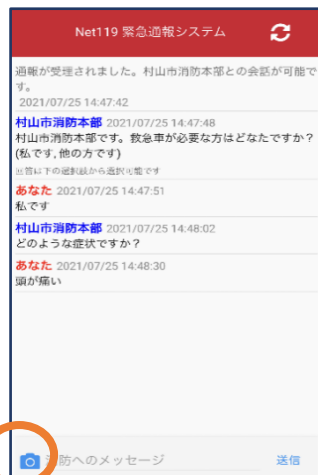 Net119 緊急通報システム
通報が受理されました。村山市消防本部との会話が可能で
す。
2021/07/25 14:47:42
村山市消防本部 2021/07/25 14:47:48
村山市消防本部です。救急車が必要な方はどなたですか？
(私です,他の方です)
回答は下の選択肢から選択可能です
あなた 2021/07/25 14:47:51
私です
村山市消防本部 2021/07/25 14:48:02
どのような症状ですか？
あなた 2021/07/25 14:48:30
頭が痛い
消防へのメッセージ 送信